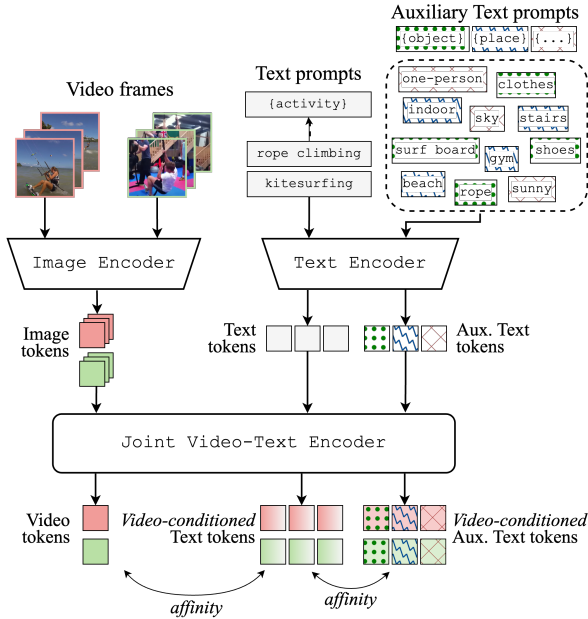 Auxiliary Text prompts
{object} {place} {...}
Video frames
Text prompts
{activity}
rope climbing
kitesurfing
one-person
clothes
indoor
sky
stairs
surf board
gym
shoes
beach
rope
sunny
Image Encoder
Text Encoder
Image
tokens
Text
tokens
Aux. Text
tokens
Joint Video-Text Encoder
Video
tokens
Video-conditioned
Text tokens
Video-conditioned
Aux. Text tokens
affinity
affinity